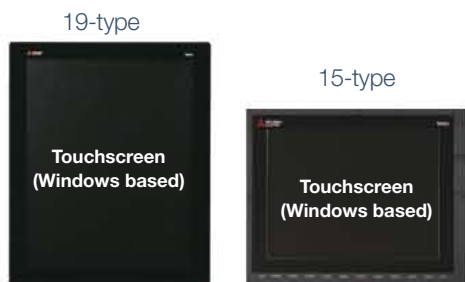 19-type
Touchscreen
(Windows based)
15-type
Touchscreen
(Windows based)